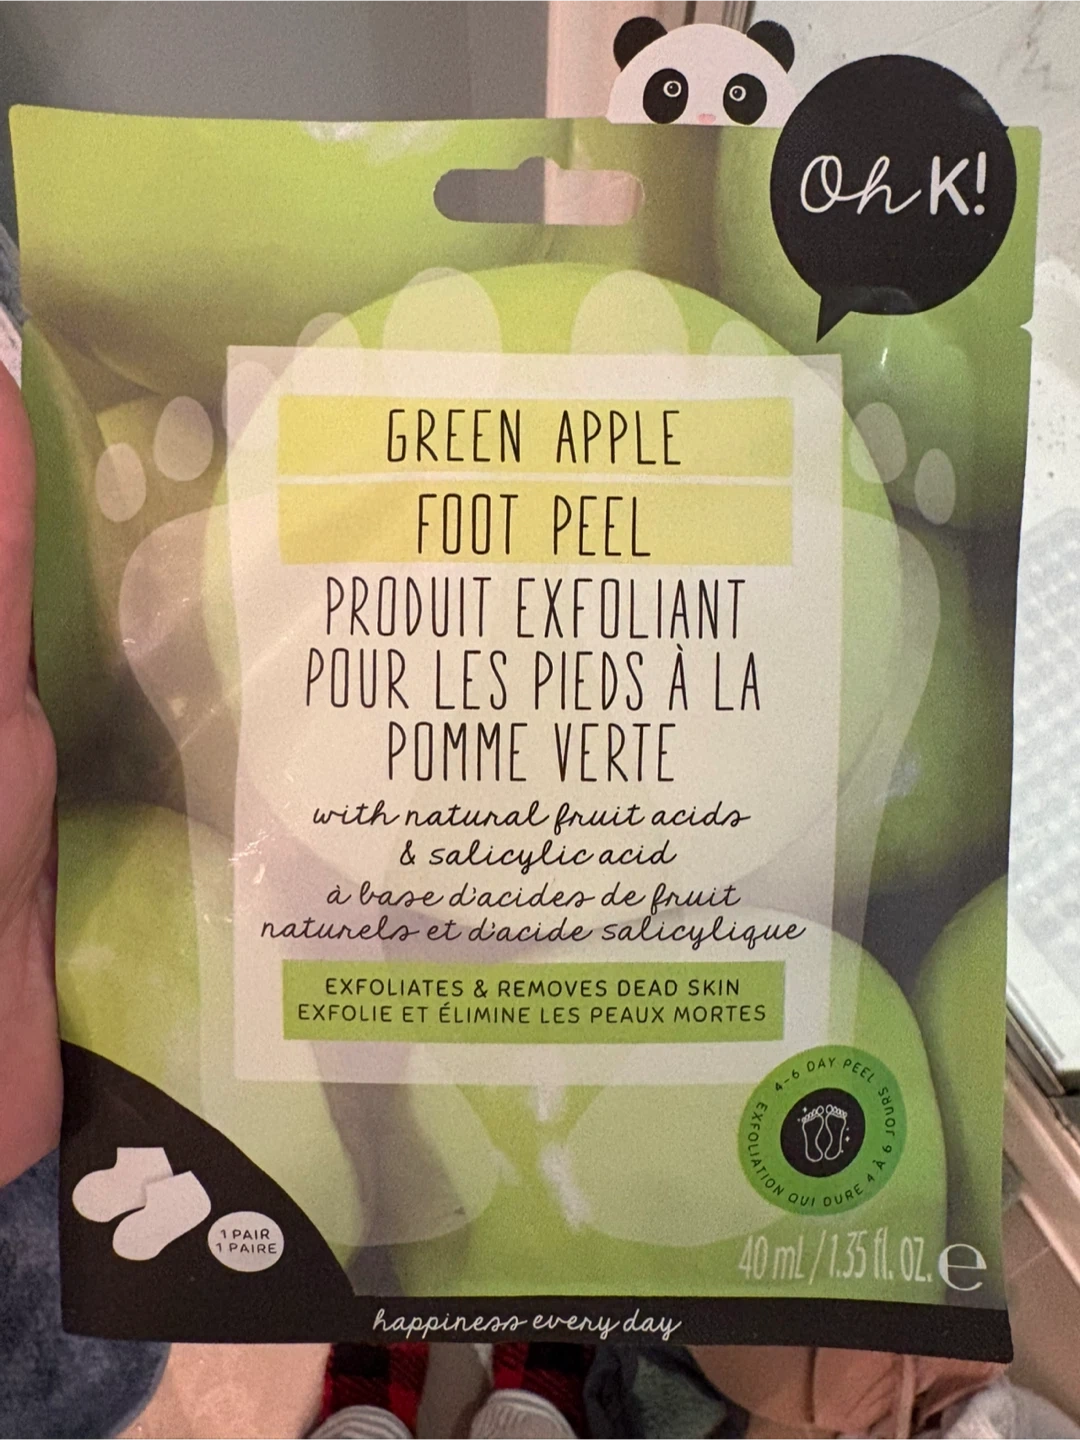 Oh K!
GREEN APPLE
FOOT PEEL
PRODUIT EXFOLIANT
POUR LES PIEDS À LA
POMME VERTE
with natural fruit acids
& salicylic acid
à base d'acides de fruit
naturels et d'acide salicylique
EXFOLIATES & REMOVES DEAD SKIN
EXFOLIE ET ÉLIMINE LES PEAUX MORTES
4-6 DAY PEEL
EXFOLIATION QUI DURE 4 À 6 JOURS
1 PAIR
1 PAIRE
40 mL / 1.35 fl. oz. e
happiness every day